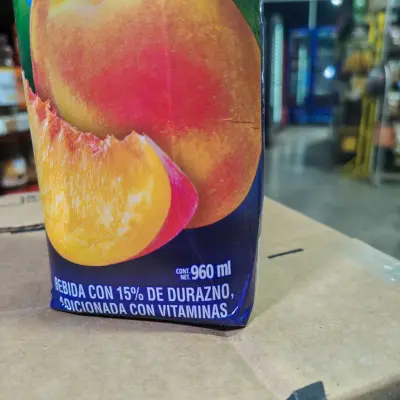 CONT. NET. 960 ml
BEBIDA CON 15% DE DURAZNO,
ADICIONADA CON VITAMINAS